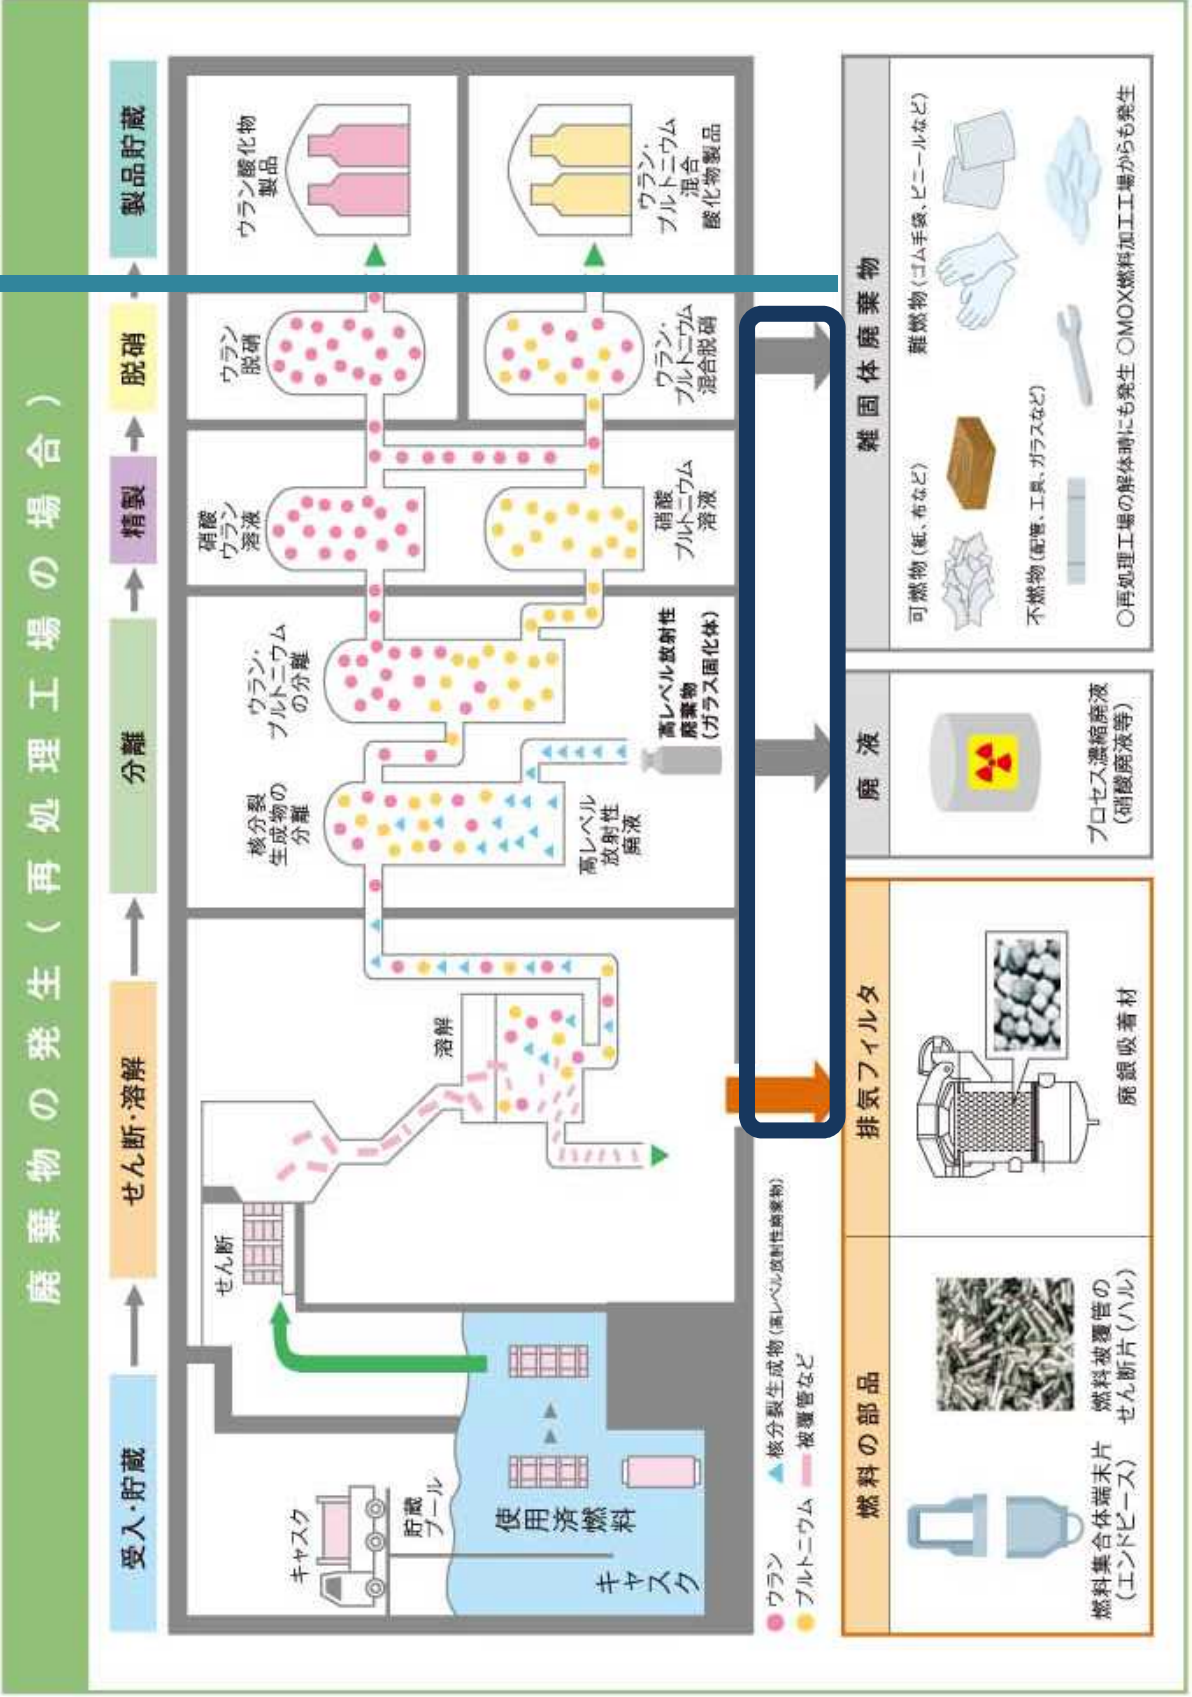 廃棄物の発生(再処理工場の場合)
受入・貯蔵
せん断・溶解
分離
精製
脱硝
製品貯蔵
キャスク
貯蔵
プール
使用済燃料
キャスク
せん断
溶解
核分裂
生成物の
分離
高レベル
放射性
廃液
ウラン・
プルトニウム
の分離
高レベル放射性
廃棄物
(ガラス固化体)
硝酸
ウラン
溶液
硝酸
プルトニウム
溶液
ウラン
脱硝
ウラン・
プルトニウム
混合脱硝
ウラン酸化物
製品
ウラン・
プルトニウム
混合
酸化物製品
ウラン
核分裂生成物(高レベル放射性廃棄物)
プルトニウム
被覆管など
燃料の部品
燃料集合体端末片
(エンドピース)
燃料被覆管の
せん断片(ハル)
排気フィルタ
廃銀吸着材
廃液
プロセス濃縮廃液
(硝酸廃液等)
雑固体廃棄物
可燃物(紙、布など)
難燃物(ゴム手袋、ビニールなど)
不燃物(配管、工具、ガラスなど)
○再処理工場の解体時にも発生 ○MOX燃料加工工場からも発生